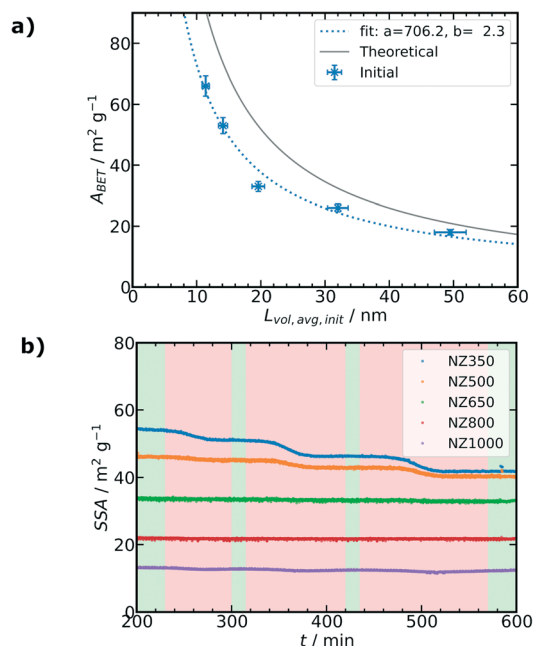 a)
fit: a=706.2, b= 2.3
Theoretical
Initial
80
60
40
20
0
A_BET / m² g⁻¹
0 10 20 30 40 50 60
L_vol,avg,init / nm
b)
NZ350
NZ500
NZ650
NZ800
NZ1000
80
60
40
20
0
SSA / m² g⁻¹
200 300 400 500 600
t / min